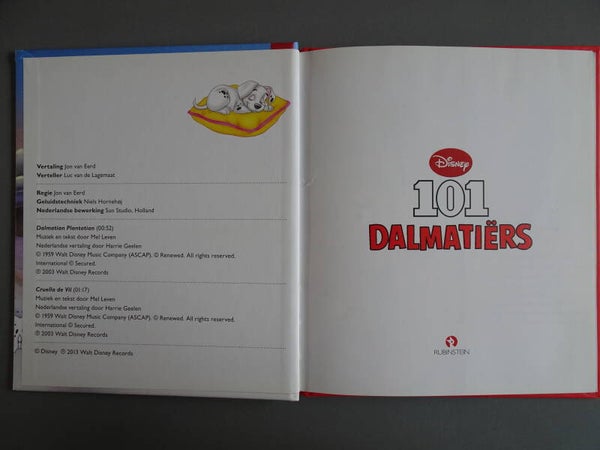 Vertaling Jon van Eerd
Verteller Luc van de Lagemaat
Regie Jon van Eerd
Geluidstechniek Niels Hornehøj
Nederlandse bewerking Sun Studio, Holland
Dalmatian Plantation (00:52)
Muziek en tekst door Mel Leven
Nederlandse vertaling door Harrie Geelen
© 1959 Walt Disney Music Company (ASCAP). © Renewed. All rights reserved.
International © Secured.
℗ 2003 Walt Disney Records
Cruella de Vil (01:17)
Muziek en tekst door Mel Leven
Nederlandse vertaling door Harrie Geelen
© 1959 Walt Disney Music Company (ASCAP). © Renewed. All rights reserved.
International © Secured.
℗ 2003 Walt Disney Records
© Disney ℗ 2013 Walt Disney Records
Disney
101
DALMATIËRS
RUBINSTEIN